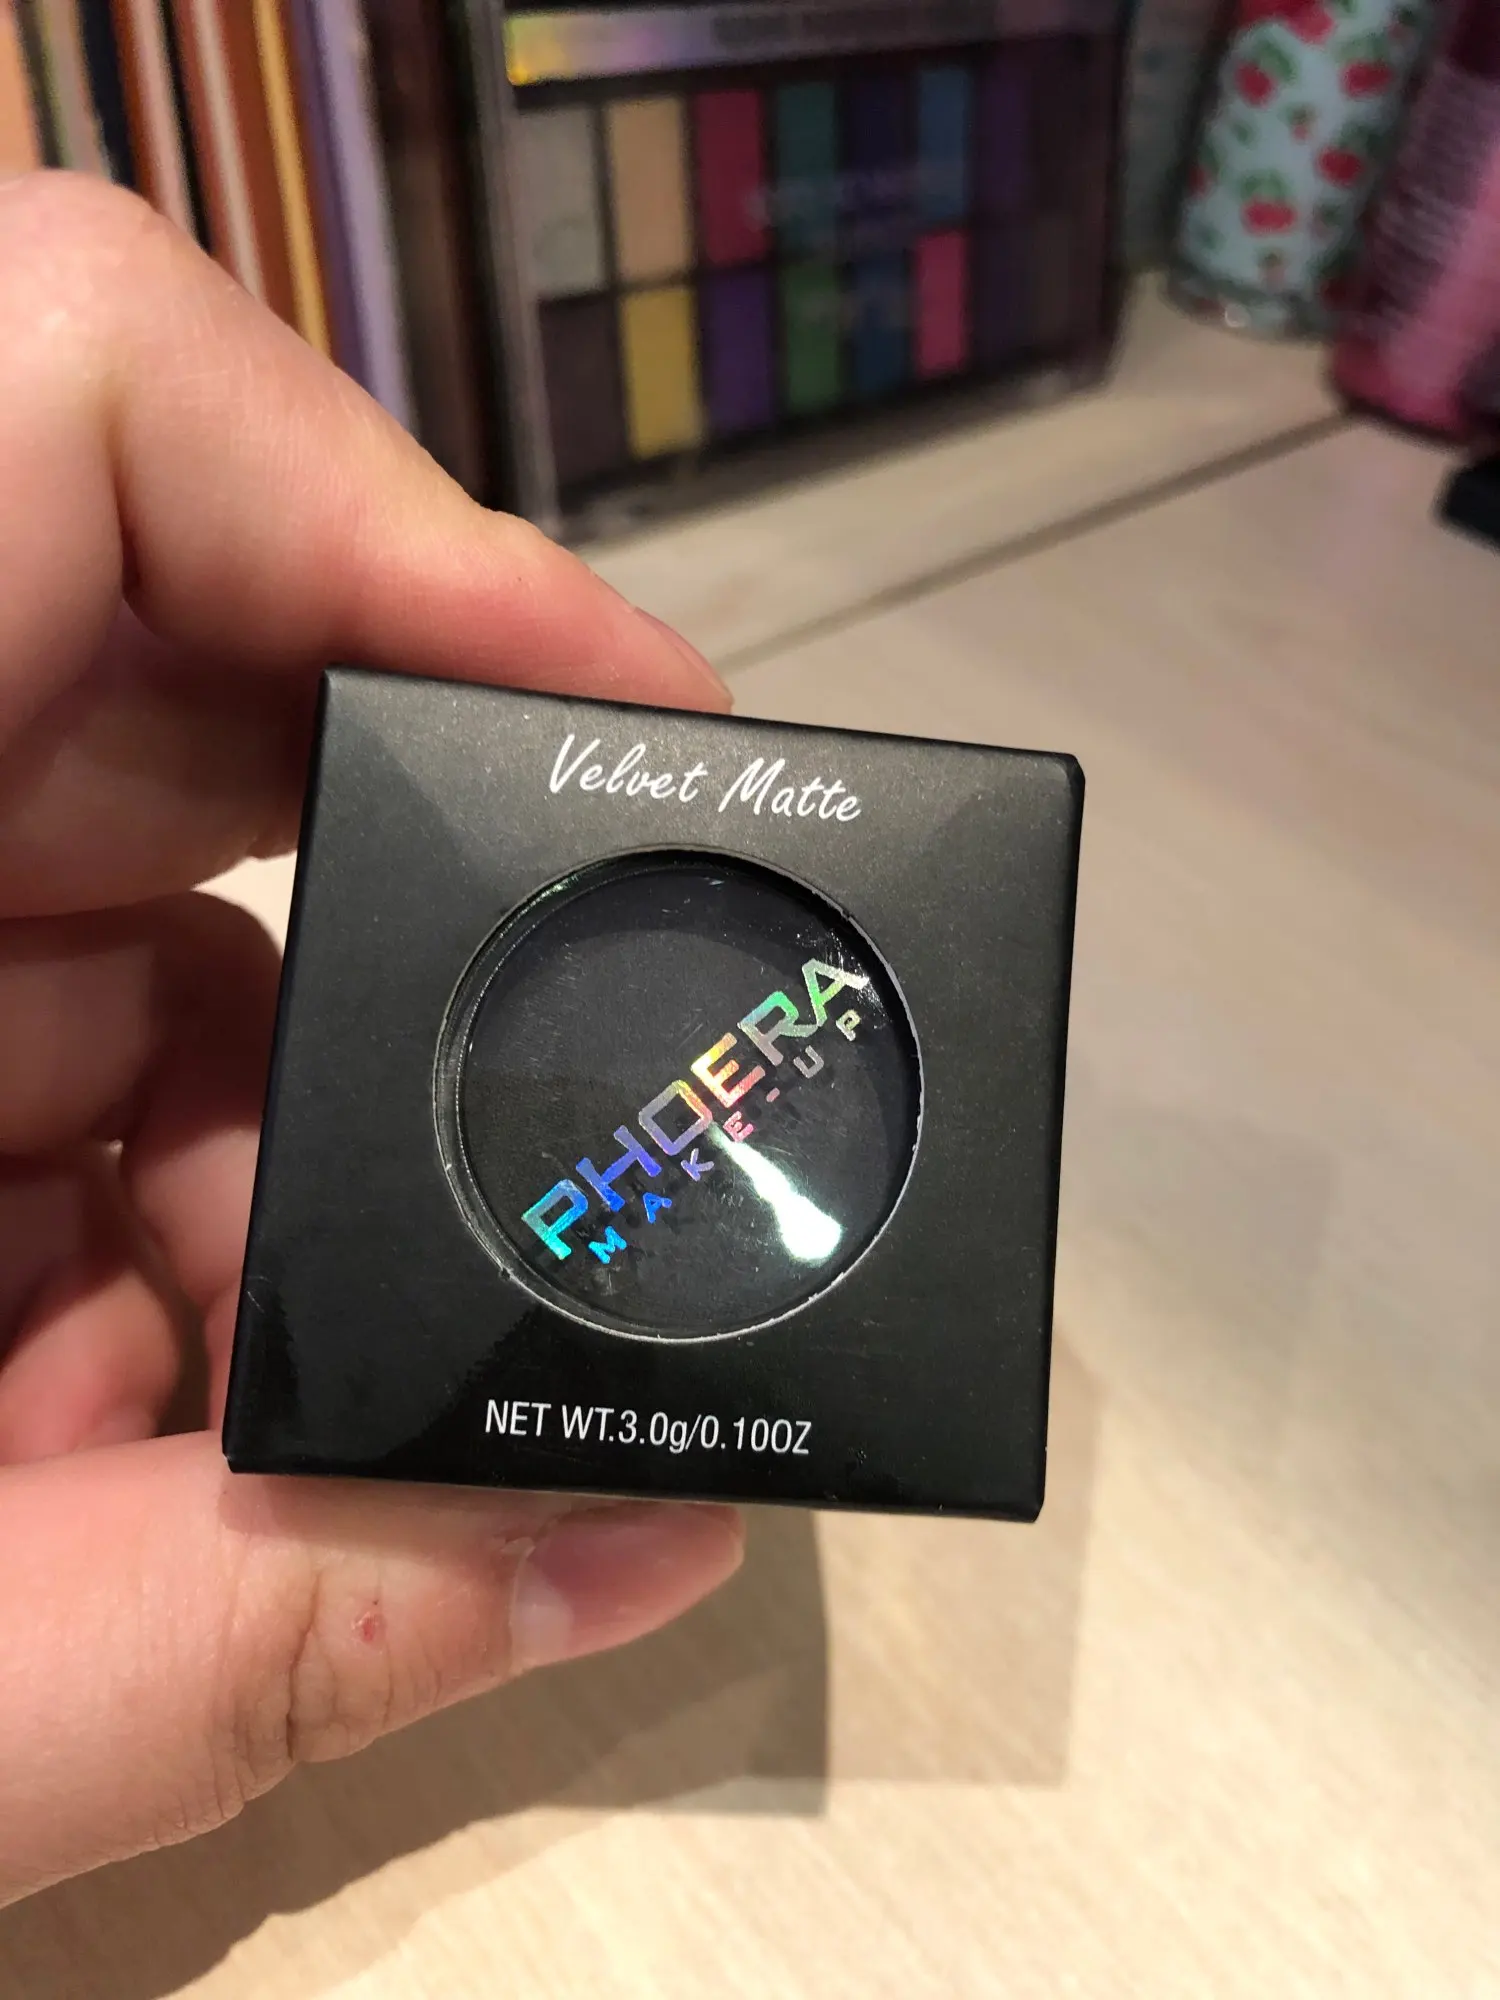 Velvet Matte
PHOERA
MAKE-UP
NET WT.3.0g/0.10OZ